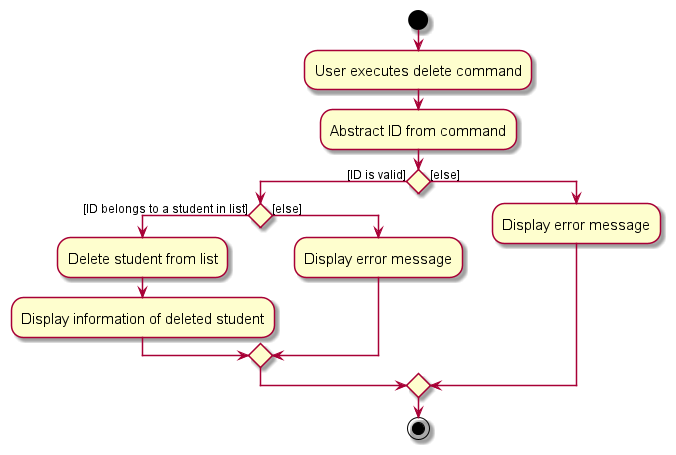 User executes delete command
Abstract ID from command
[ID is valid]
[else]
[ID belongs to a student in list]
[else]
Display error message
Delete student from list
Display error message
Display information of deleted student